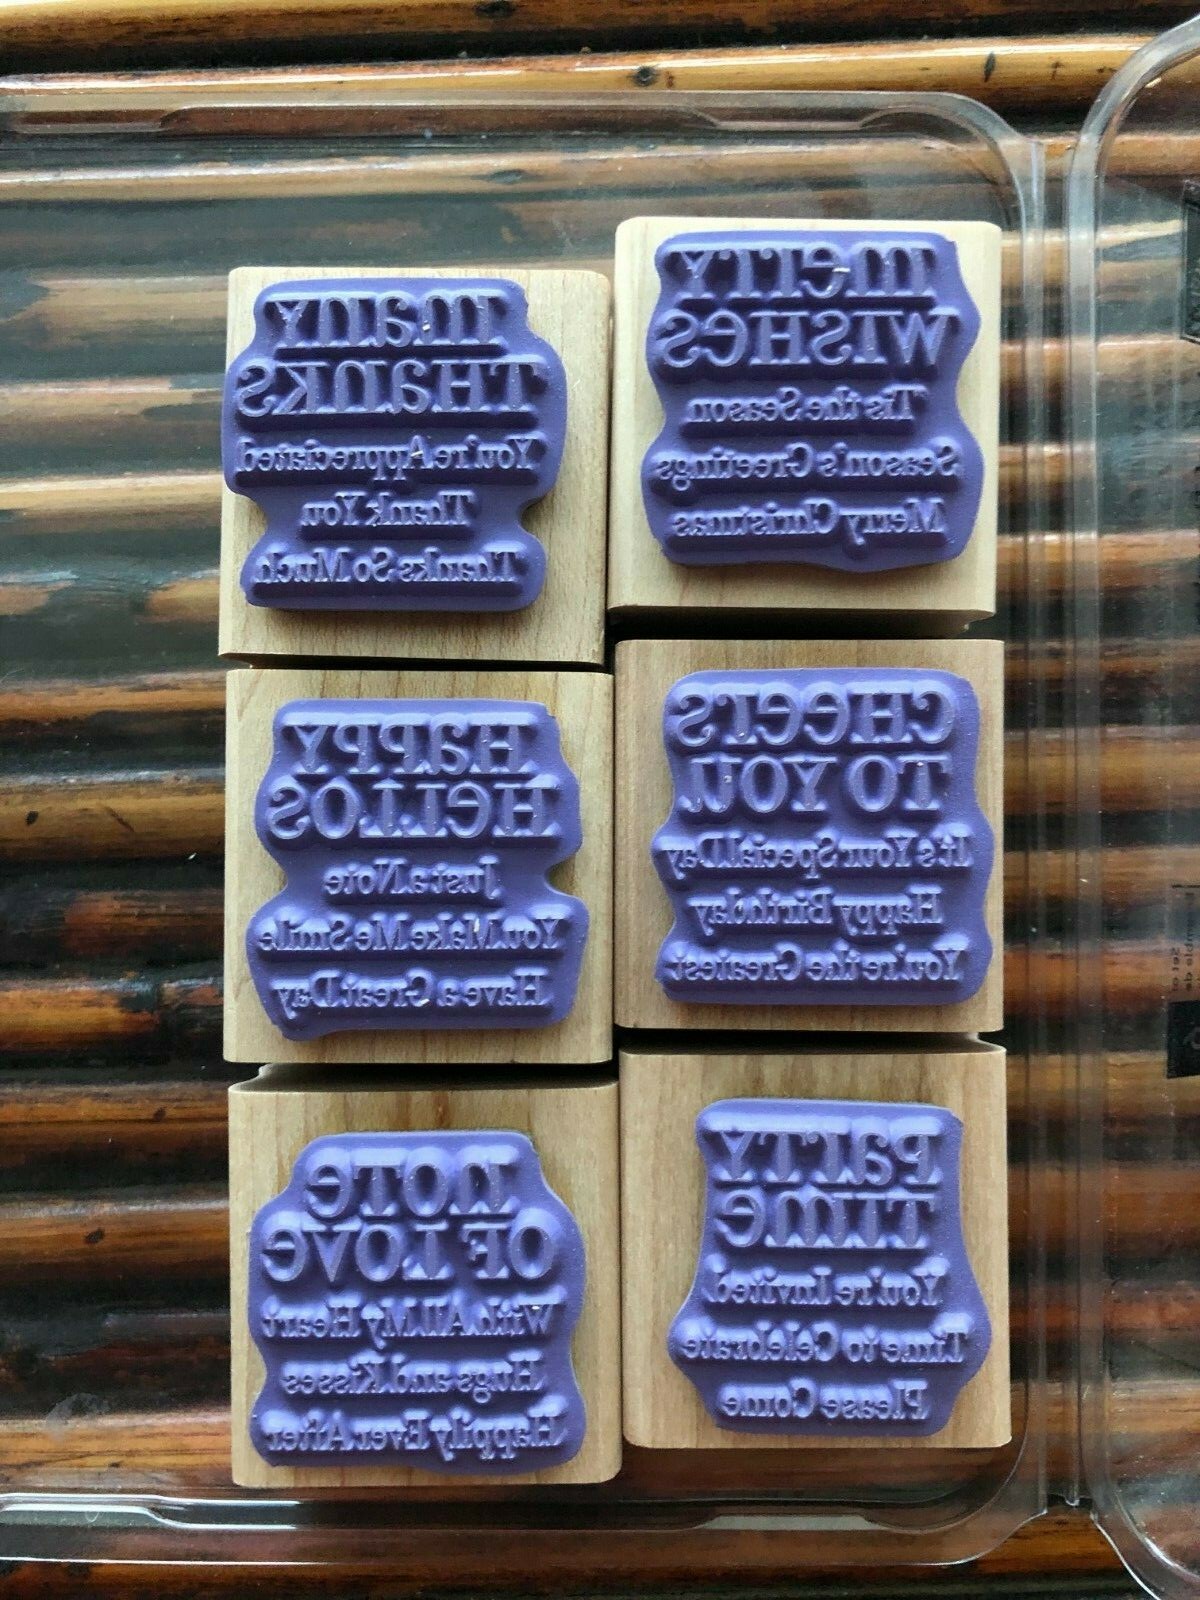 many
THANKS
You're Appreciated
Thank You
Thanks So Much
merry
WISHES
'Tis the Season
Season's Greetings
Merry Christmas
HAPPY
HELLOS
Just a Note
You Make Me Smile
Have a Great Day
CHEERS
TO YOU
It's Your Special Day
Happy Birthday
You're the Greatest
NOTE
OF LOVE
With All My Heart
Hugs and Kisses
Happily Ever After
PARTY
TIME
You're Invited
Time to Celebrate
Please Come
Set of